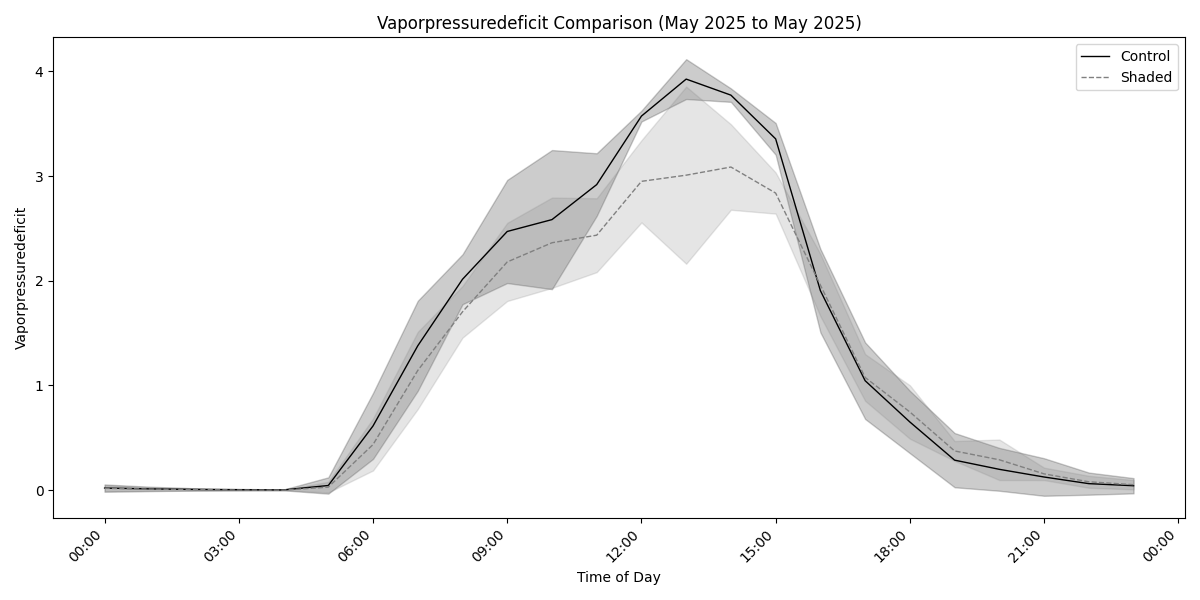 Vaporpressuredeficit Comparison (May 2025 to May 2025)
Control
Shaded
Vaporpressuredeficit
4
3
2
1
0
00:00
03:00
06:00
09:00
12:00
15:00
18:00
21:00
00:00
Time of Day